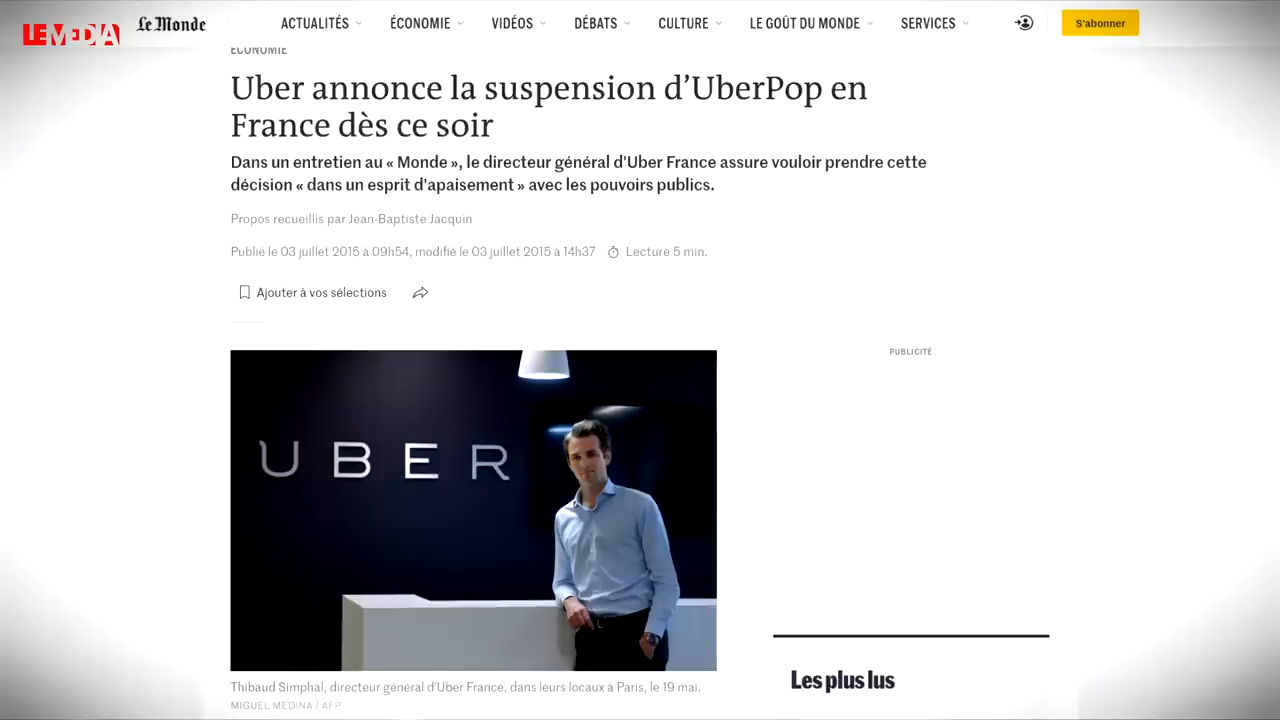 LEMEDIA
Le Monde
ACTUALITÉS ÉCONOMIE VIDÉOS DÉBATS CULTURE LE GOÛT DU MONDE SERVICES
S'abonner
ÉCONOMIE
Uber annonce la suspension d’UberPop en
France dès ce soir
Dans un entretien au « Monde », le directeur général d'Uber France assure vouloir prendre cette
décision « dans un esprit d'apaisement » avec les pouvoirs publics.
Propos recueillis par Jean-Baptiste Jacquin
Publié le 03 juillet 2015 à 09h54, modifié le 03 juillet 2015 à 14h37 Lecture 5 min.
Ajouter à vos sélections
PUBLICITÉ
UBER
Les plus lus
Thibaud Simphal, directeur général d'Uber France, dans leurs locaux à Paris, le 19 mai.
MIGUEL MEDINA / AFP